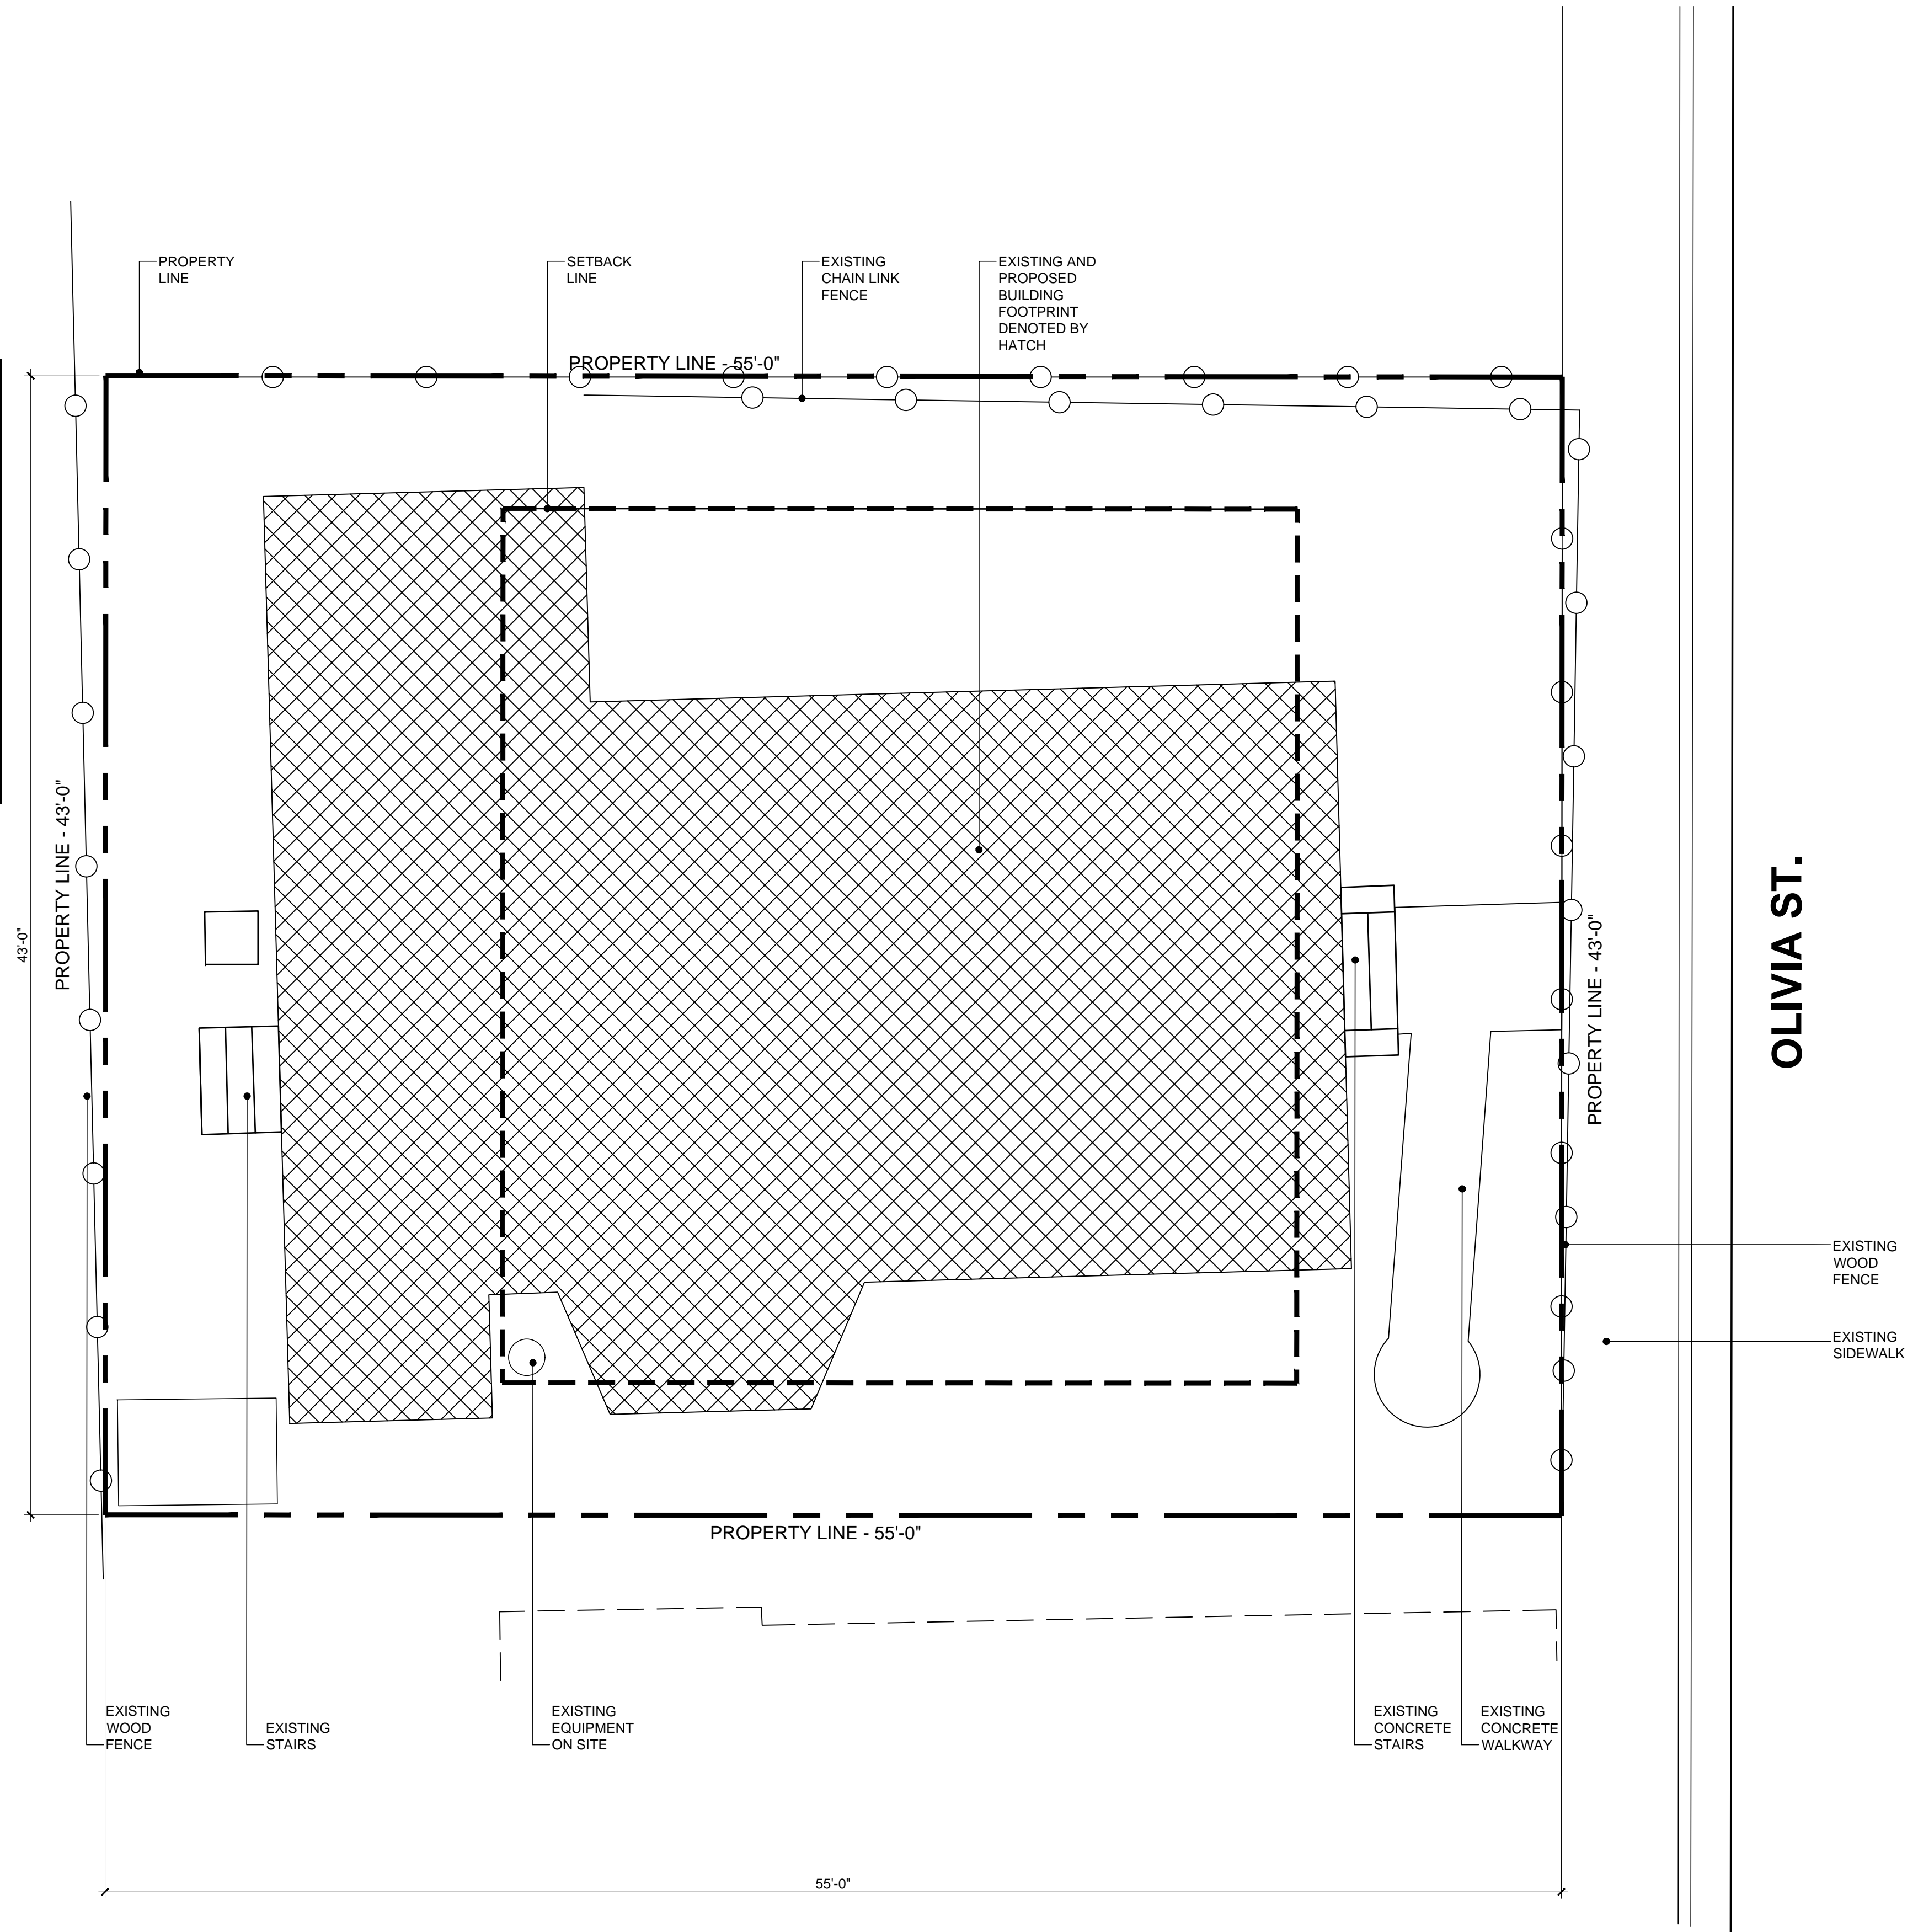 PROPERTY
LINE
SETBACK
LINE
EXISTING
CHAIN LINK
FENCE
EXISTING AND
PROPOSED
BUILDING
FOOTPRINT
DENOTED BY
HATCH
PROPERTY LINE - 55'-0"
43'-0"
PROPERTY LINE - 43'-0"
PROPERTY LINE - 43'-0"
OLIVIA ST.
EXISTING
WOOD
FENCE
EXISTING
SIDEWALK
PROPERTY LINE - 55'-0"
EXISTING
WOOD
FENCE
EXISTING
STAIRS
EXISTING
EQUIPMENT
ON SITE
EXISTING
CONCRETE
STAIRS
EXISTING
CONCRETE
WALKWAY
55'-0"